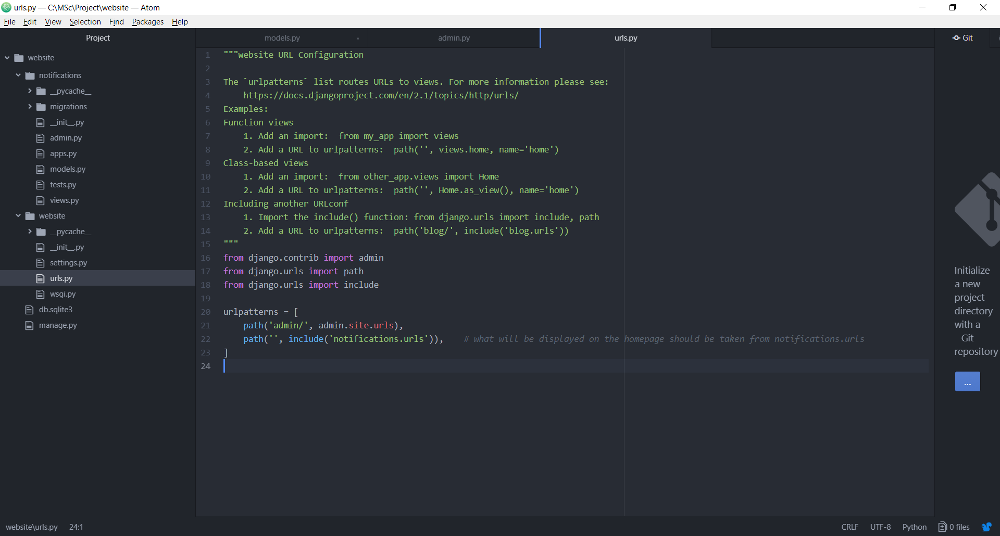 urls.py — C:\MSc\Project\website — Atom
File Edit View Selection Find Packages Help
Project
website
notifications
__pycache__
migrations
__init__.py
admin.py
apps.py
models.py
tests.py
views.py
website
__pycache__
__init__.py
settings.py
urls.py
wsgi.py
db.sqlite3
manage.py
models.py admin.py urls.py
1 """website URL Configuration
2
3 The `urlpatterns` list routes URLs to views. For more information please see:
4     https://docs.djangoproject.com/en/2.1/topics/http/urls/
5 Examples:
6 Function views
7     1. Add an import:  from my_app import views
8     2. Add a URL to urlpatterns:  path('', views.home, name='home')
9 Class-based views
10     1. Add an import:  from other_app.views import Home
11     2. Add a URL to urlpatterns:  path('', Home.as_view(), name='home')
12 Including another URLconf
13     1. Import the include() function: from django.urls import include, path
14     2. Add a URL to urlpatterns:  path('blog/', include('blog.urls'))
15 """
16 from django.contrib import admin
17 from django.urls import path
18 from django.urls import include
19
20 urlpatterns = [
21     path('admin/', admin.site.urls),
22     path('', include('notifications.urls')),    # what will be displayed on the homepage should be taken from notifications.urls
23 ]
24
Git
Initialize
a new
project
directory
with a
Git
repository
...
website\urls.py 24:1
CRLF UTF-8 Python 0 files